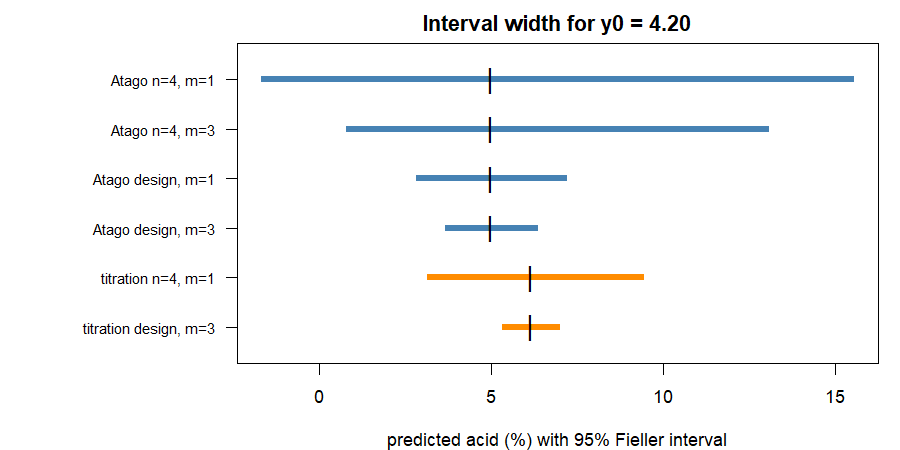 Interval width for y0 = 4.20
Atago n=4, m=1
Atago n=4, m=3
Atago design, m=1
Atago design, m=3
titration n=4, m=1
titration design, m=3
0 5 10 15
predicted acid (%) with 95% Fieller interval